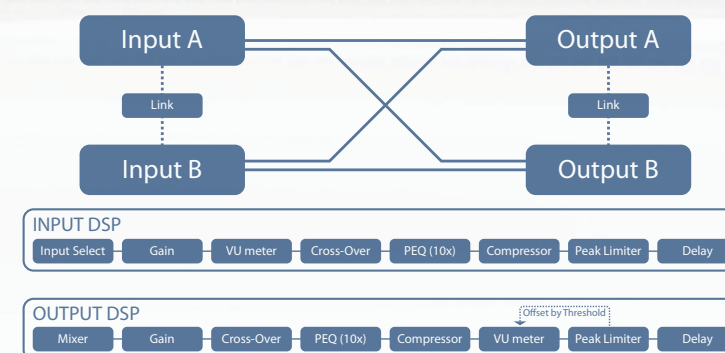 Input A
Output A
Link
Link
Input B
Output B
INPUT DSP
Input Select Gain VU meter Cross-Over PEQ (10x) Compressor Peak Limiter Delay
OUTPUT DSP
Offset by Threshold
Mixer Gain Cross-Over PEQ (10x) Compressor VU meter Peak Limiter Delay